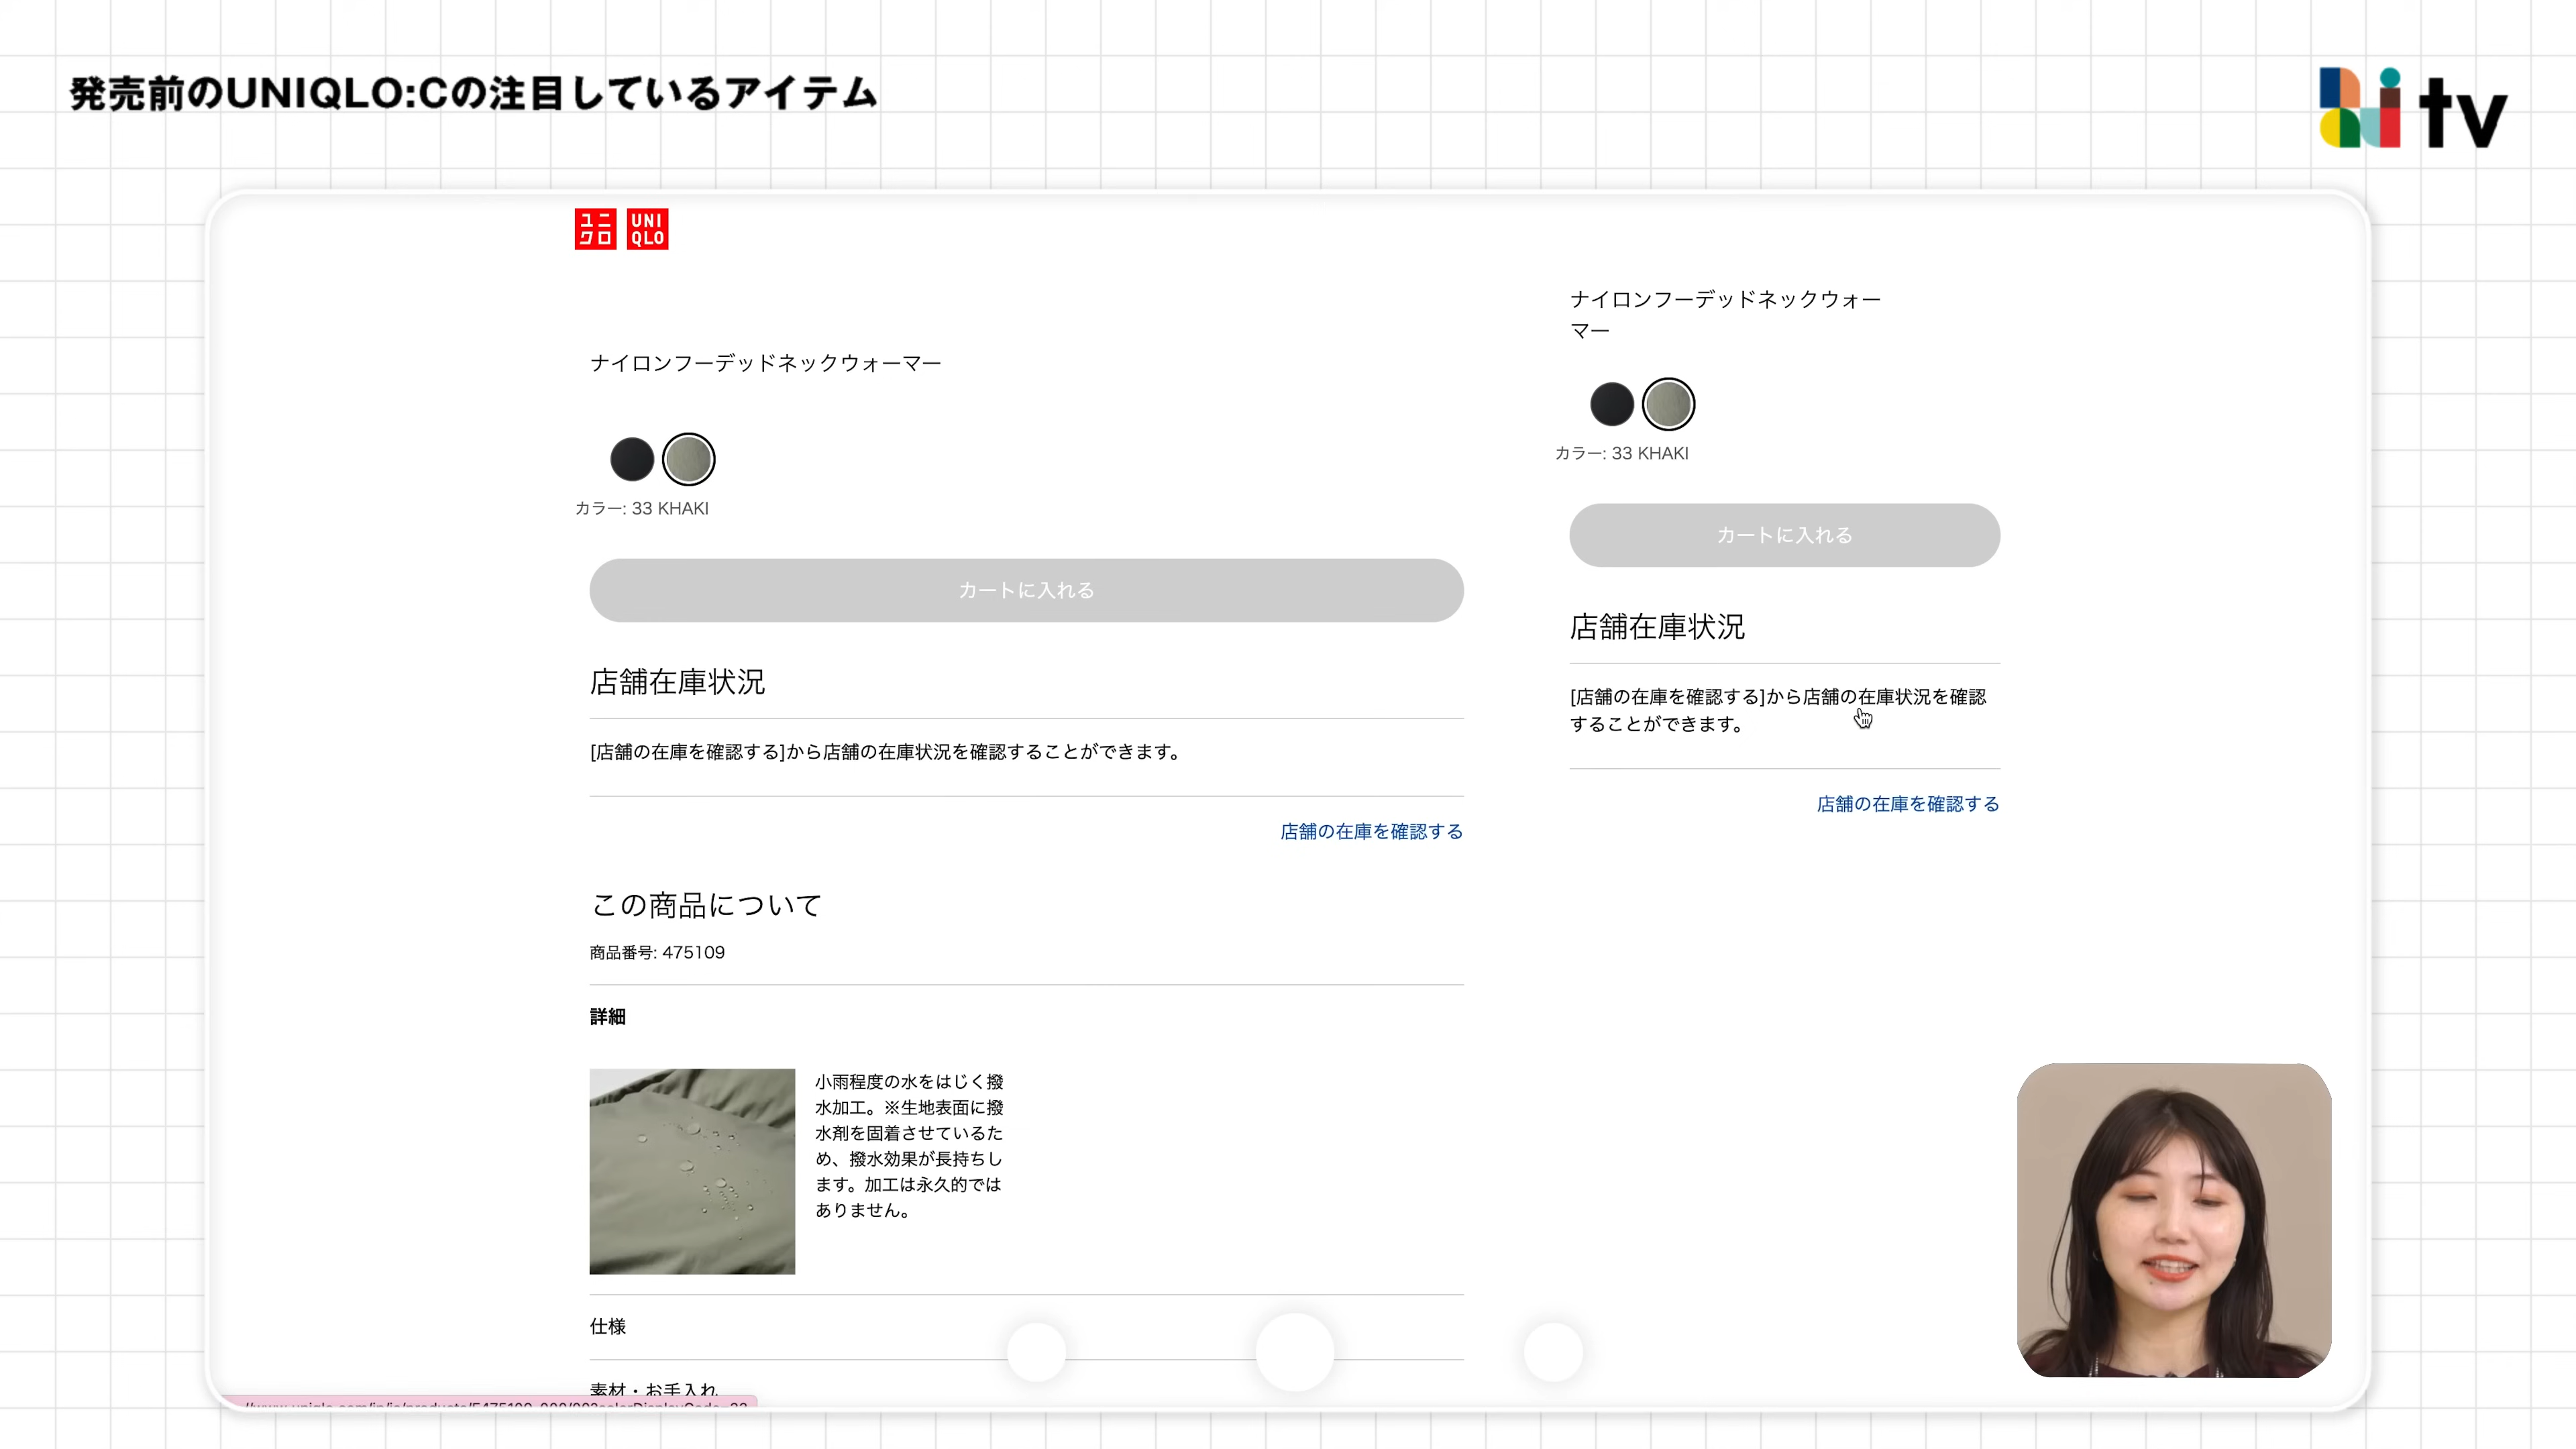 発売前のUNIQLO:Cの注目しているアイテム
tv
ユニ
クロ
UNI
QLO
ナイロンフーデッドネックウォーマー
カラー: 33 KHAKI
カートに入れる
店舗在庫状況
[店舗の在庫を確認する]から店舗の在庫状況を確認することができます。
店舗の在庫を確認する
この商品について
商品番号: 475109
詳細
小雨程度の水をはじく撥
水加工。※生地表面に撥
水剤を固着させているた
め、撥水効果が長持ちし
ます。加工は永久的では
ありません。
仕様
素材・お手入れ
ナイロンフーデッドネックウォー
マー
カラー: 33 KHAKI
カートに入れる
店舗在庫状況
[店舗の在庫を確認する]から店舗の在庫状況を確認
することができます。
店舗の在庫を確認する